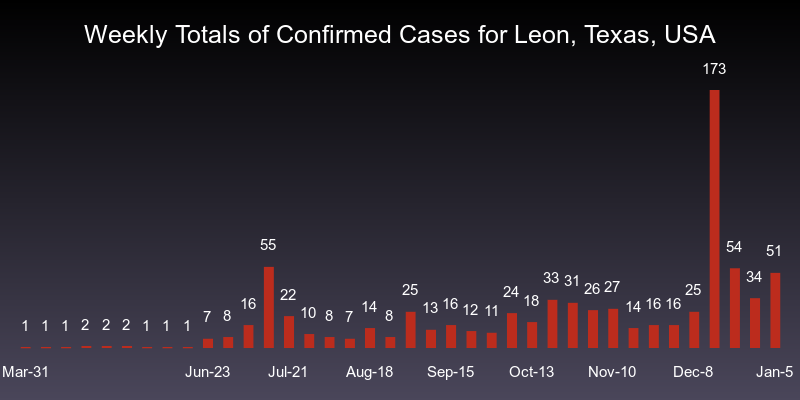 Weekly Totals of Confirmed Cases for Leon, Texas, USA
1 1 1 2 2 2 1 1 1 7 8 16 55 22 10 8 7 14 8 25 13 16 12 11 24 18 33 31 26 27 14 16 16 25 173 54 34 51
Mar-31 Jun-23 Jul-21 Aug-18 Sep-15 Oct-13 Nov-10 Dec-8 Jan-5